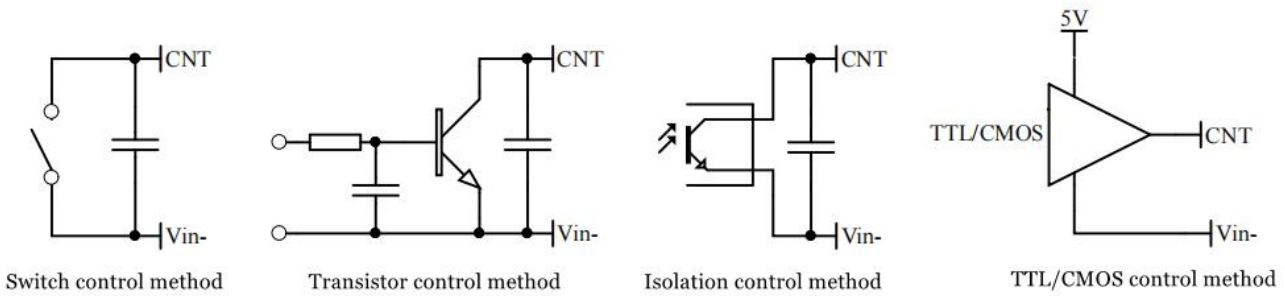 CNT
Vin-
Switch control method
CNT
Vin-
Transistor control method
CNT
Vin-
Isolation control method
5V
TTL/CMOS
CNT
Vin-
TTL/CMOS control method